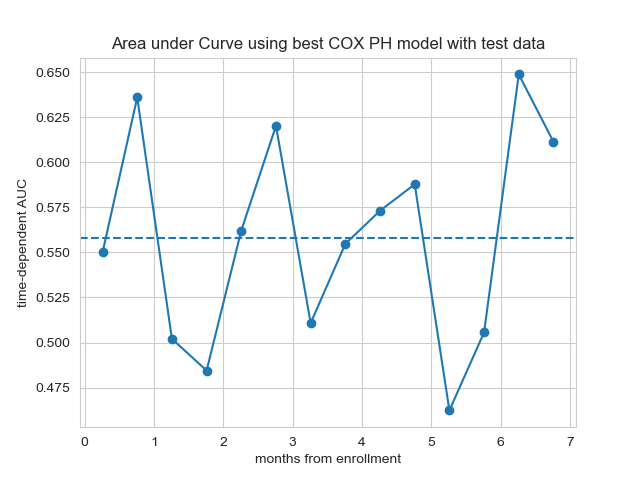 Area under Curve using best COX PH model with test data
time-dependent AUC
0.650
0.625
0.600
0.575
0.550
0.525
0.500
0.475
0 1 2 3 4 5 6 7
months from enrollment